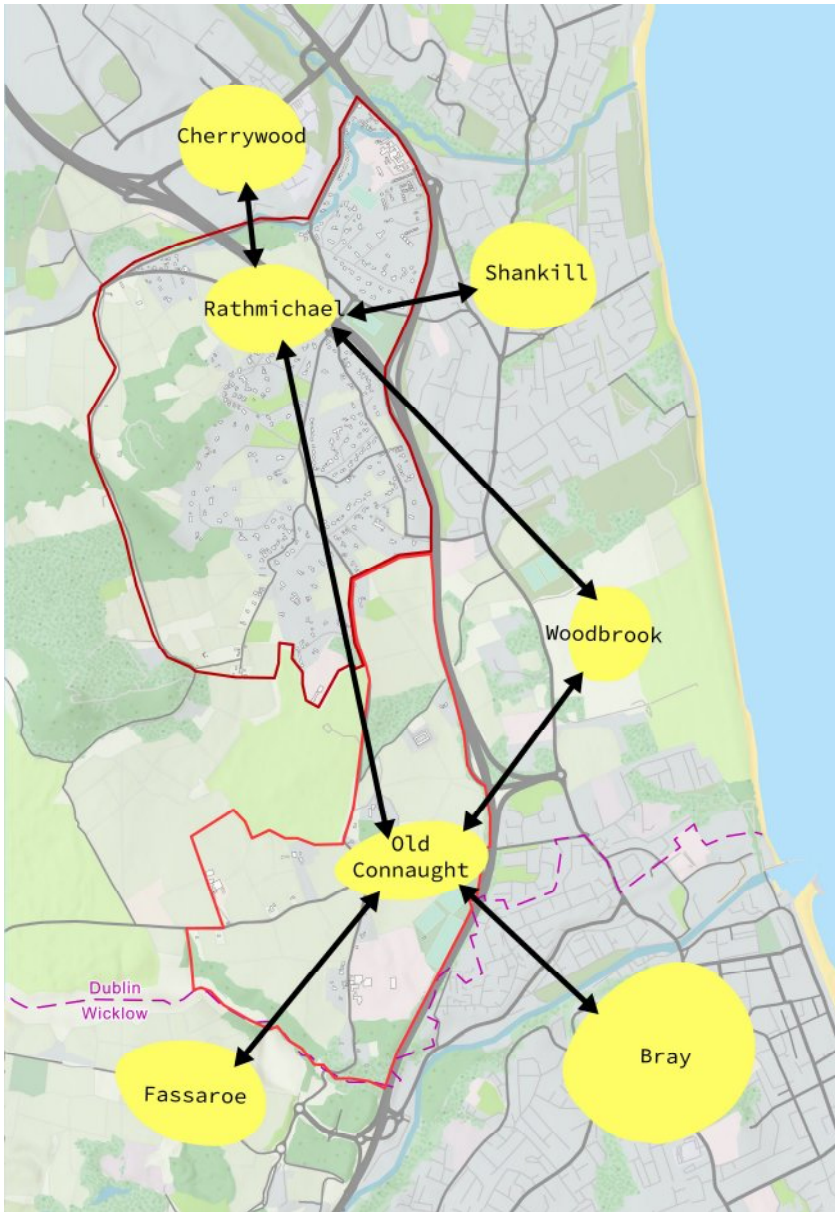 Cherrywood
Shankill
Rathmichael
Woodbrook
Old
Connaught
Dublin
Wicklow
Bray
Fassaroe